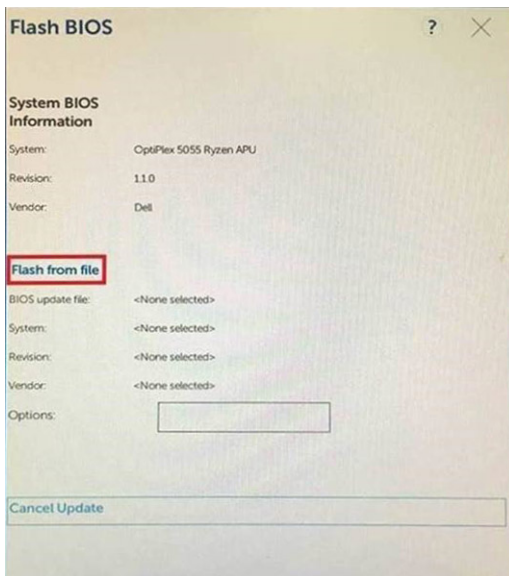 Flash BIOS
?
System BIOS
Information
System: OptiPlex 5055 Ryzen APU
Revision: 1.1.0
Vendor: Dell
Flash from file
BIOS update file: <None selected>
System: <None selected>
Revision: <None selected>
Vendor: <None selected>
Options:
Cancel Update